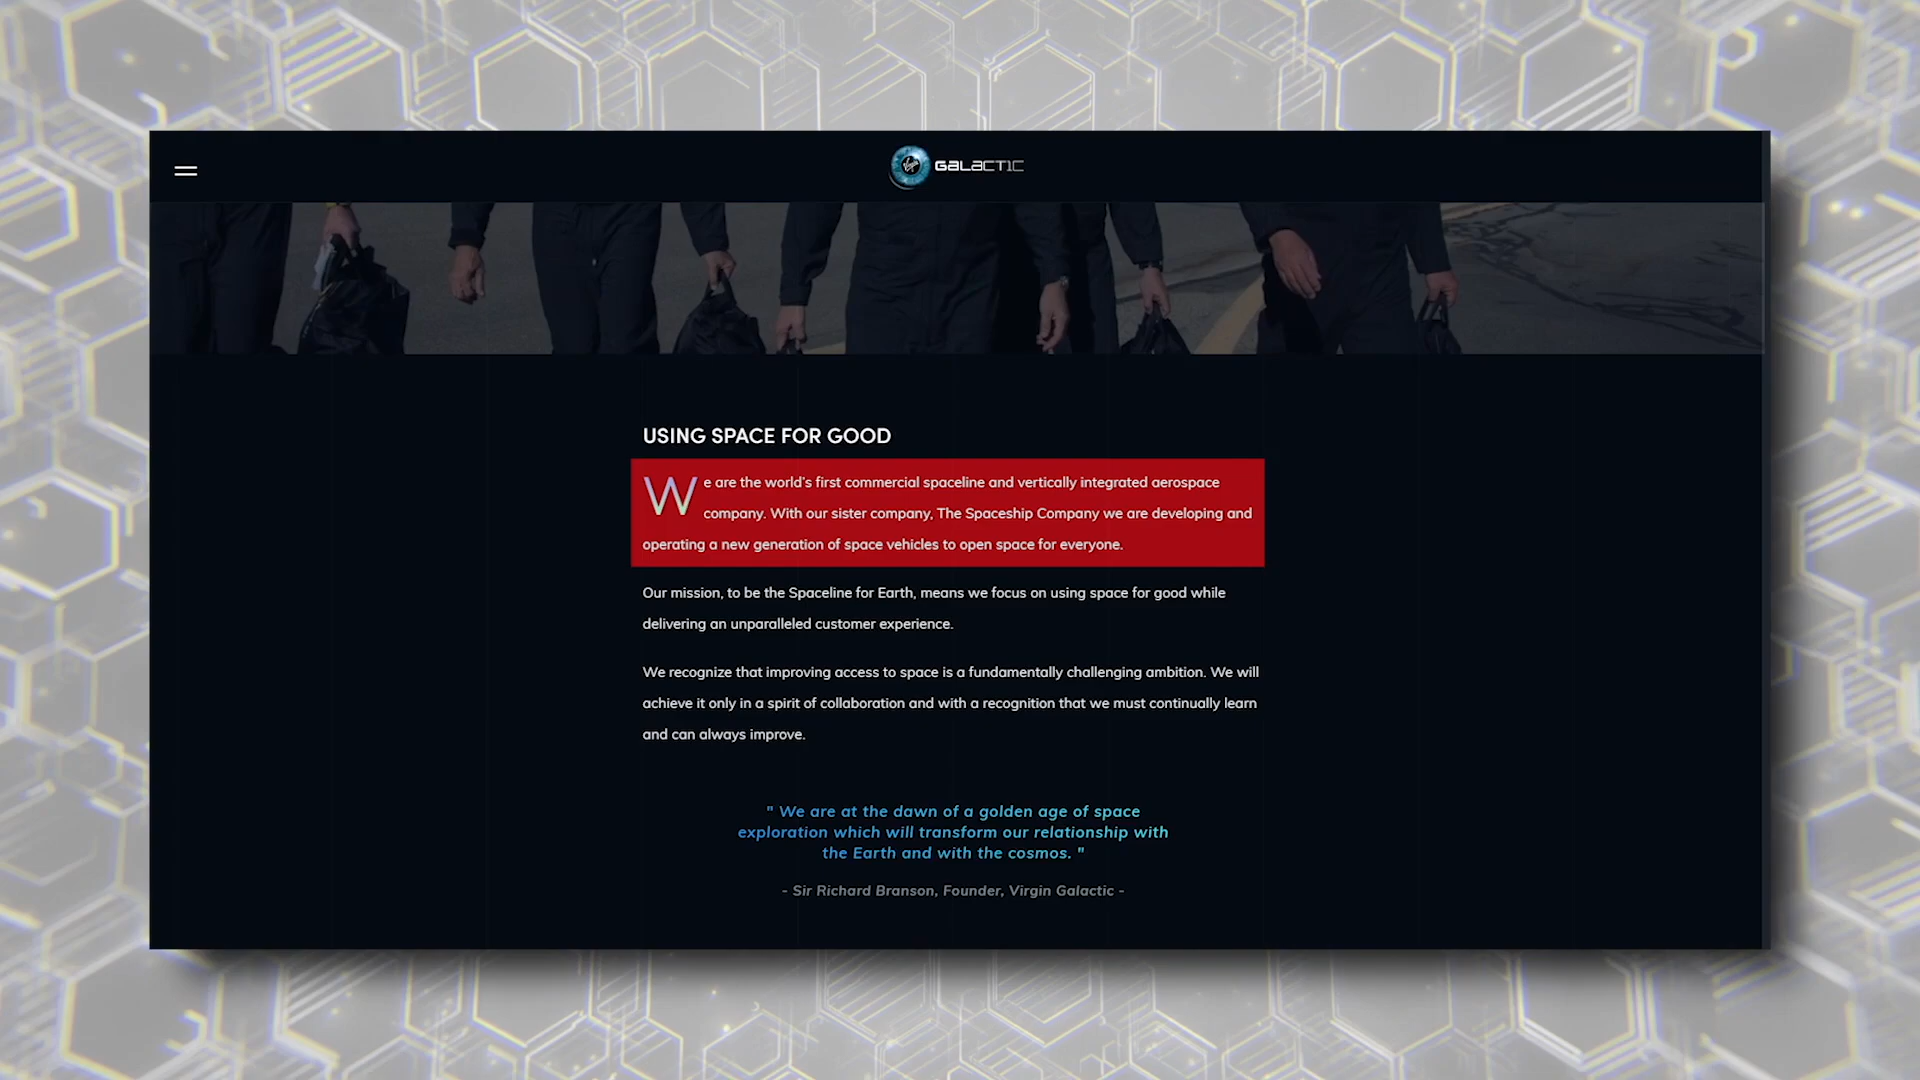 Virgin GALACTIC
USING SPACE FOR GOOD
We are the world's first commercial spaceline and vertically integrated aerospace
company. With our sister company, The Spaceship Company we are developing and
operating a new generation of space vehicles to open space for everyone.
Our mission, to be the Spaceline for Earth, means we focus on using space for good while
delivering an unparalleled customer experience.
We recognize that improving access to space is a fundamentally challenging ambition. We will
achieve it only in a spirit of collaboration and with a recognition that we must continually learn
and can always improve.
" We are at the dawn of a golden age of space
exploration which will transform our relationship with
the Earth and with the cosmos. "
- Sir Richard Branson, Founder, Virgin Galactic -